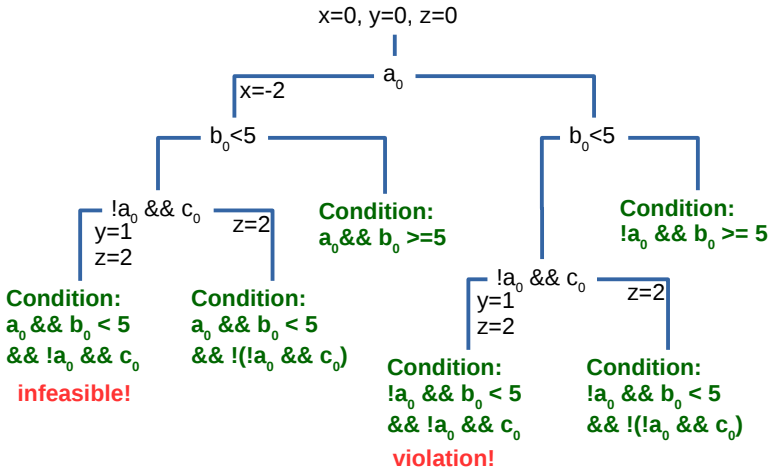 x=0, y=0, z=0
a₀
x=-2
b₀<5
b₀<5
!a₀ && c₀
y=1
z=2
z=2
Condition:
a₀&& b₀ >=5
Condition:
!a₀ && b₀ >= 5
!a₀ && c₀
y=1
z=2
z=2
Condition:
a₀ && b₀ < 5
&& !a₀ && c₀
infeasible!
Condition:
a₀ && b₀ < 5
&& !(!a₀ && c₀)
Condition:
!a₀ && b₀ < 5
&& !a₀ && c₀
violation!
Condition:
!a₀ && b₀ < 5
&& !(!a₀ && c₀)